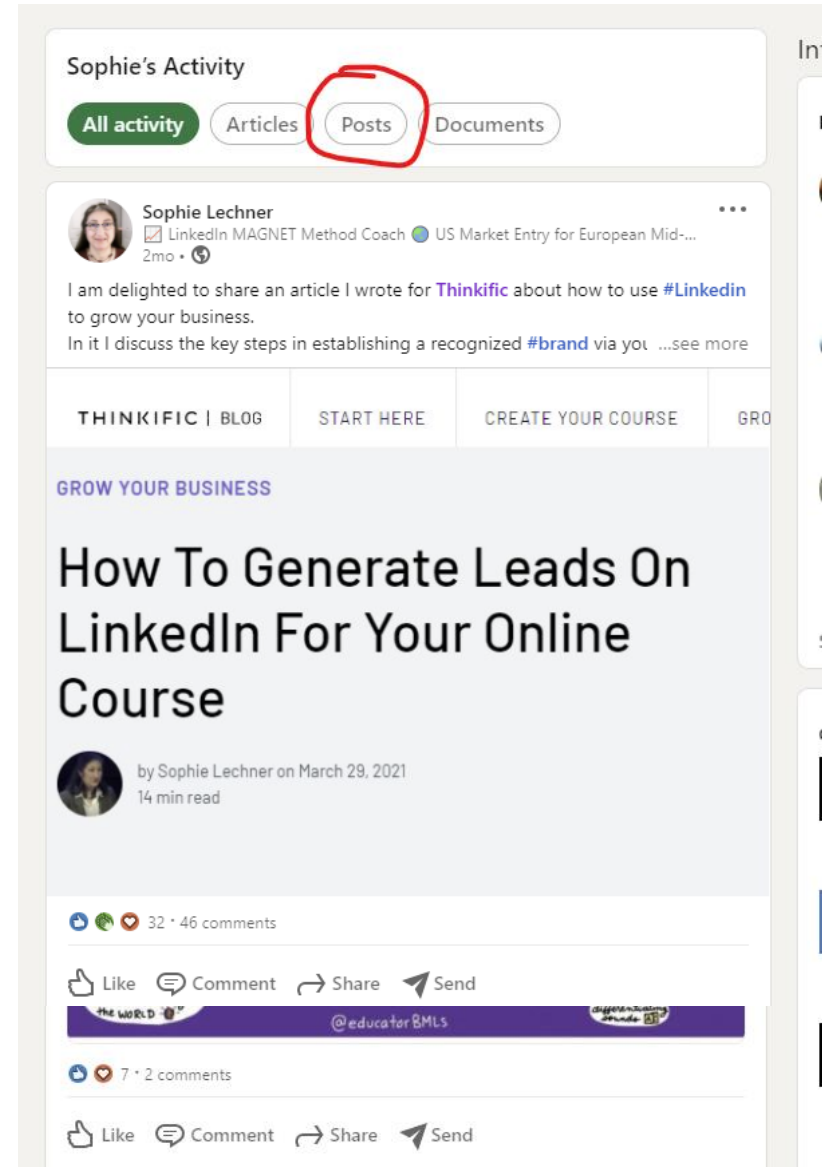 Sophie's Activity
All activity Articles Posts Documents
Sophie Lechner
LinkedIn MAGNET Method Coach US Market Entry for European Mid-...
2mo •
I am delighted to share an article I wrote for Thinkific about how to use #Linkedin
to grow your business.
In it I discuss the key steps in establishing a recognized #brand via you ...see more
THINKIFIC | BLOG START HERE CREATE YOUR COURSE GRO
GROW YOUR BUSINESS
How To Generate Leads On
LinkedIn For Your Online
Course
by Sophie Lechner on March 29, 2021
14 min read
32 · 46 comments
Like Comment Share Send
the WORLD
differentiating
sounds
@educatorBMLs
7 · 2 comments
Like Comment Share Send